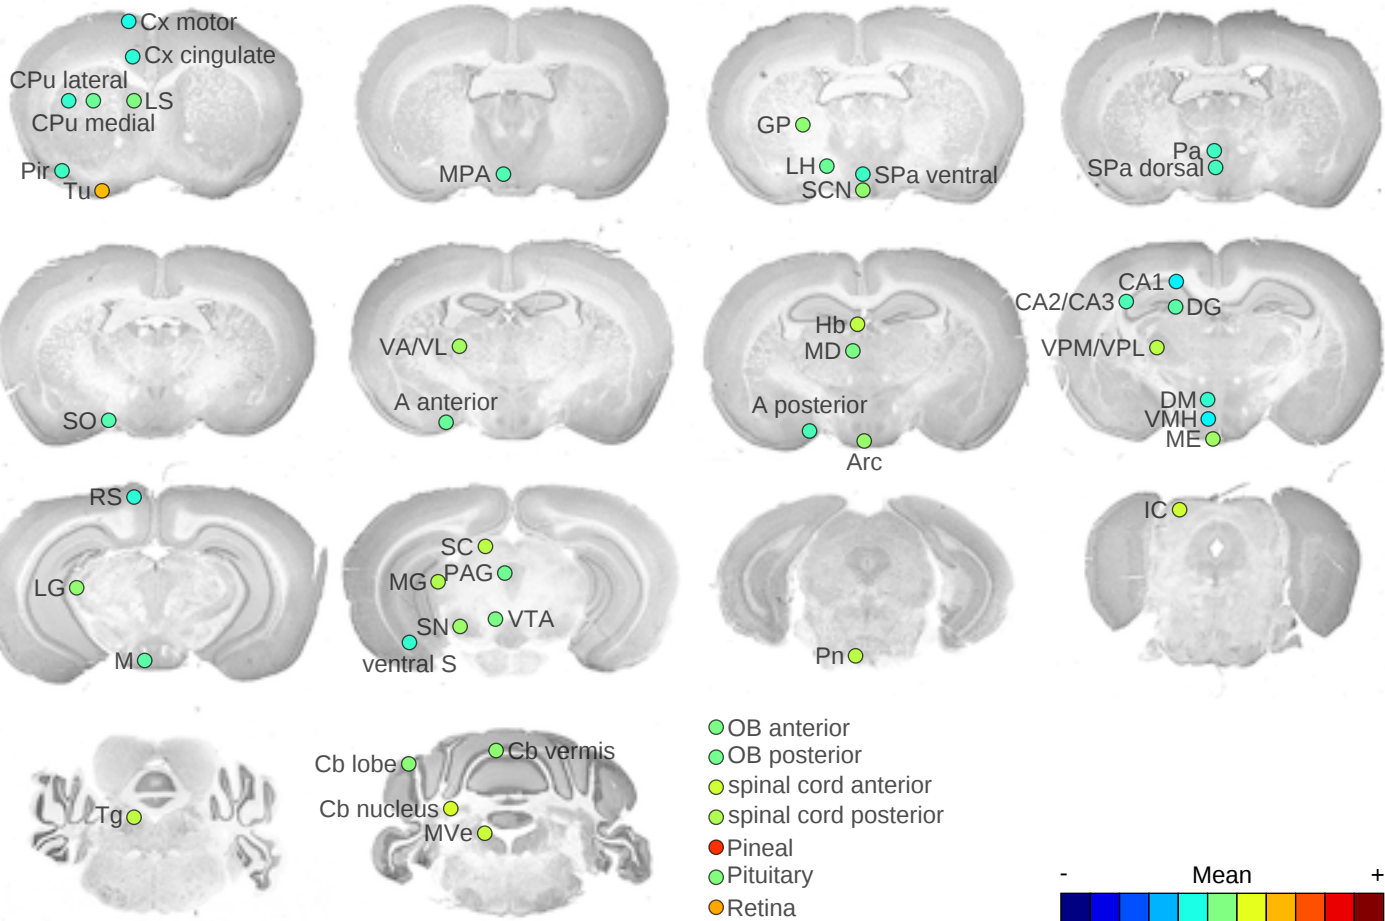 Cx motor
Cx cingulate
CPu lateral
LS
CPu medial
Pir
Tu
MPA
GP
LH
SPa ventral
SCN
Pa
SPa dorsal
SO
VA/VL
A anterior
Hb
MD
A posterior
Arc
CA1
CA2/CA3
DG
VPM/VPL
DM
VMH
ME
RS
LG
M
SC
MG
PAG
SN
VTA
ventral S
Pn
IC
Tg
Cb lobe
Cb vermis
Cb nucleus
MVe
OB anterior
OB posterior
spinal cord anterior
spinal cord posterior
Pineal
Pituitary
Retina
- Mean +